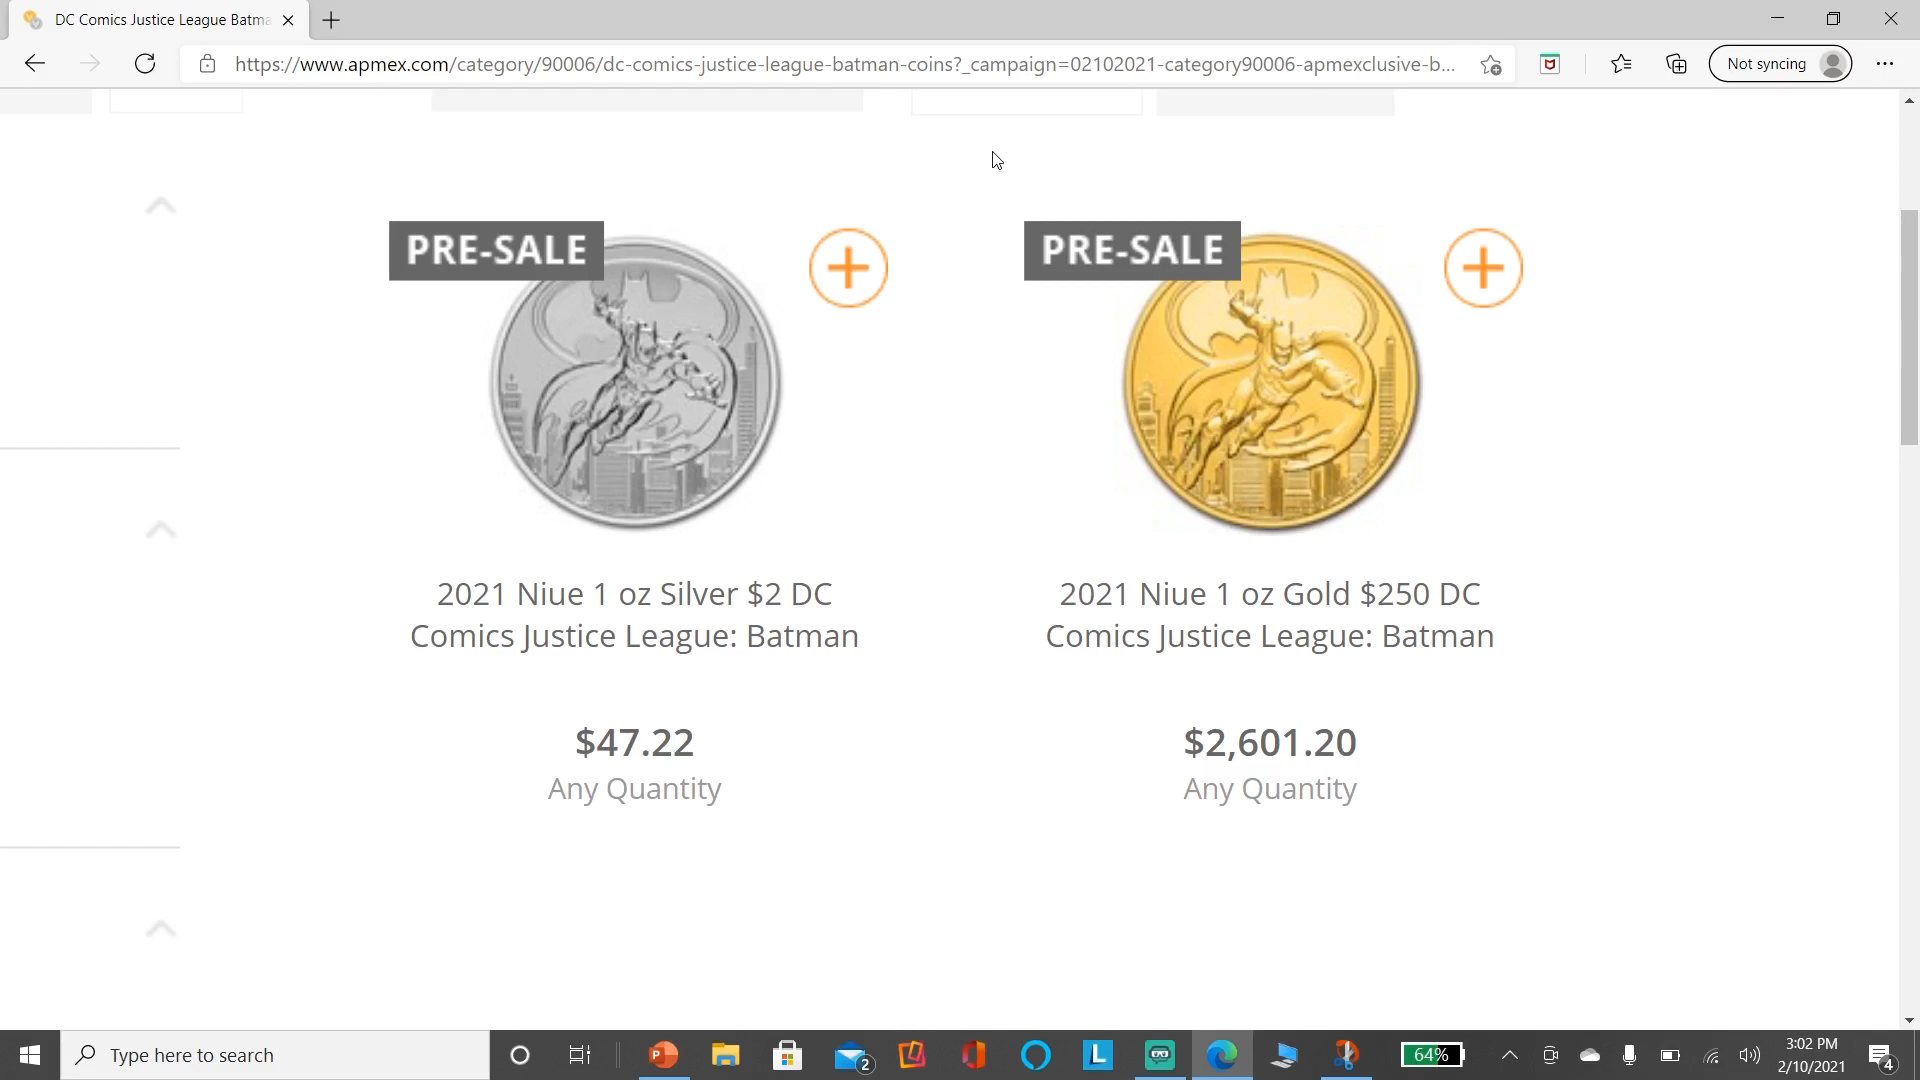 DC Comics Justice League Batma
https://www.apmex.com/category/90006/dc-comics-justice-league-batman-coins?_campaign=02102021-category90006-apmexclusive-b...
Not syncing
PRE-SALE
PRE-SALE
2021 Niue 1 oz Silver $2 DC
Comics Justice League: Batman
2021 Niue 1 oz Gold $250 DC
Comics Justice League: Batman
$47.22
Any Quantity
$2,601.20
Any Quantity
Type here to search
P
2
L
64%
3:02 PM
2/10/2021
4